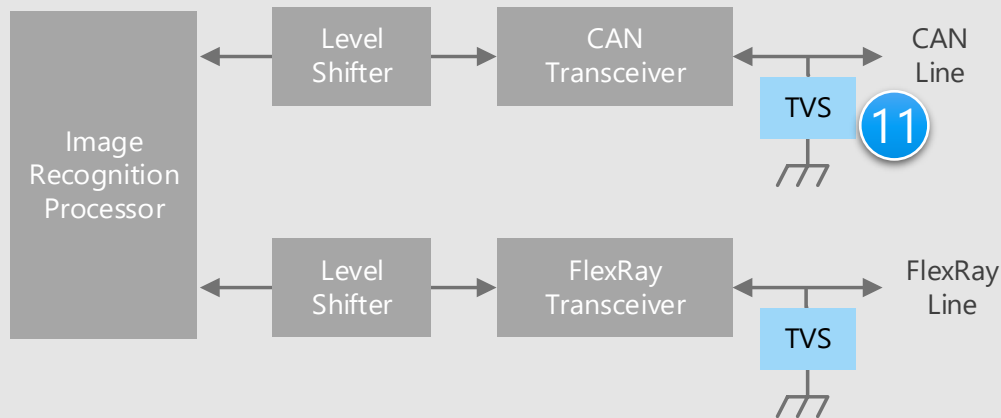 Image
Recognition
Processor
Level
Shifter
CAN
Transceiver
CAN
Line
TVS
11
Level
Shifter
FlexRay
Transceiver
FlexRay
Line
TVS